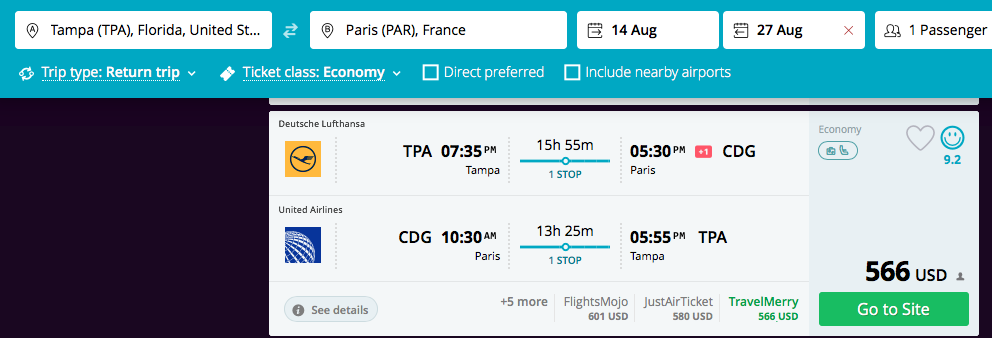 A Tampa (TPA), Florida, United St... B Paris (PAR), France 14 Aug 27 Aug 1 Passenger
Trip type: Return trip Ticket class: Economy Direct preferred Include nearby airports
Deutsche Lufthansa
Economy
TPA 07:35 PM 15h 55m 05:30 PM +1 CDG
Tampa 1 STOP Paris
9.2
United Airlines
CDG 10:30 AM 13h 25m 05:55 PM TPA
Paris 1 STOP Tampa
566 USD
See details +5 more FlightsMojo JustAirTicket TravelMerry Go to Site
601 USD 580 USD 566 USD